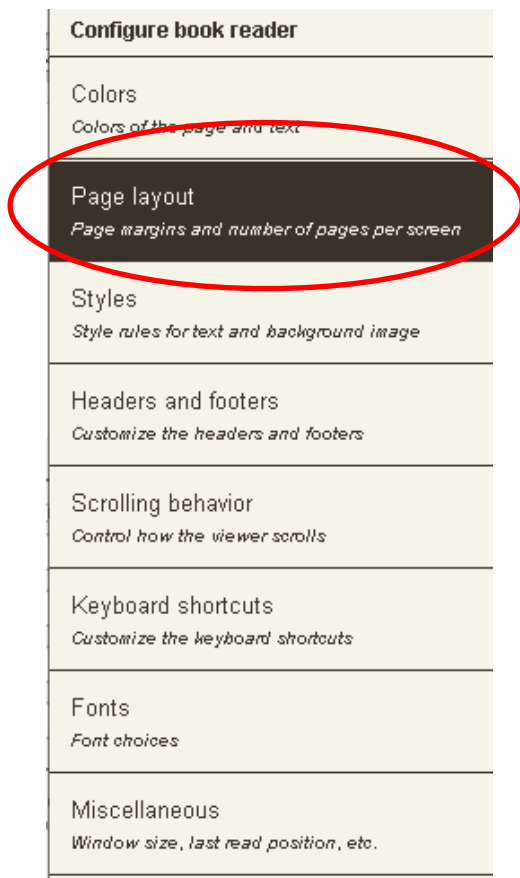 Configure book reader
Colors
Colors of the page and text
Page layout
Page margins and number of pages per screen
Styles
Style rules for text and background image
Headers and footers
Customize the headers and footers
Scrolling behavior
Control how the viewer scrolls
Keyboard shortcuts
Customize the keyboard shortcuts
Fonts
Font choices
Miscellaneous
Window size, last read position, etc.